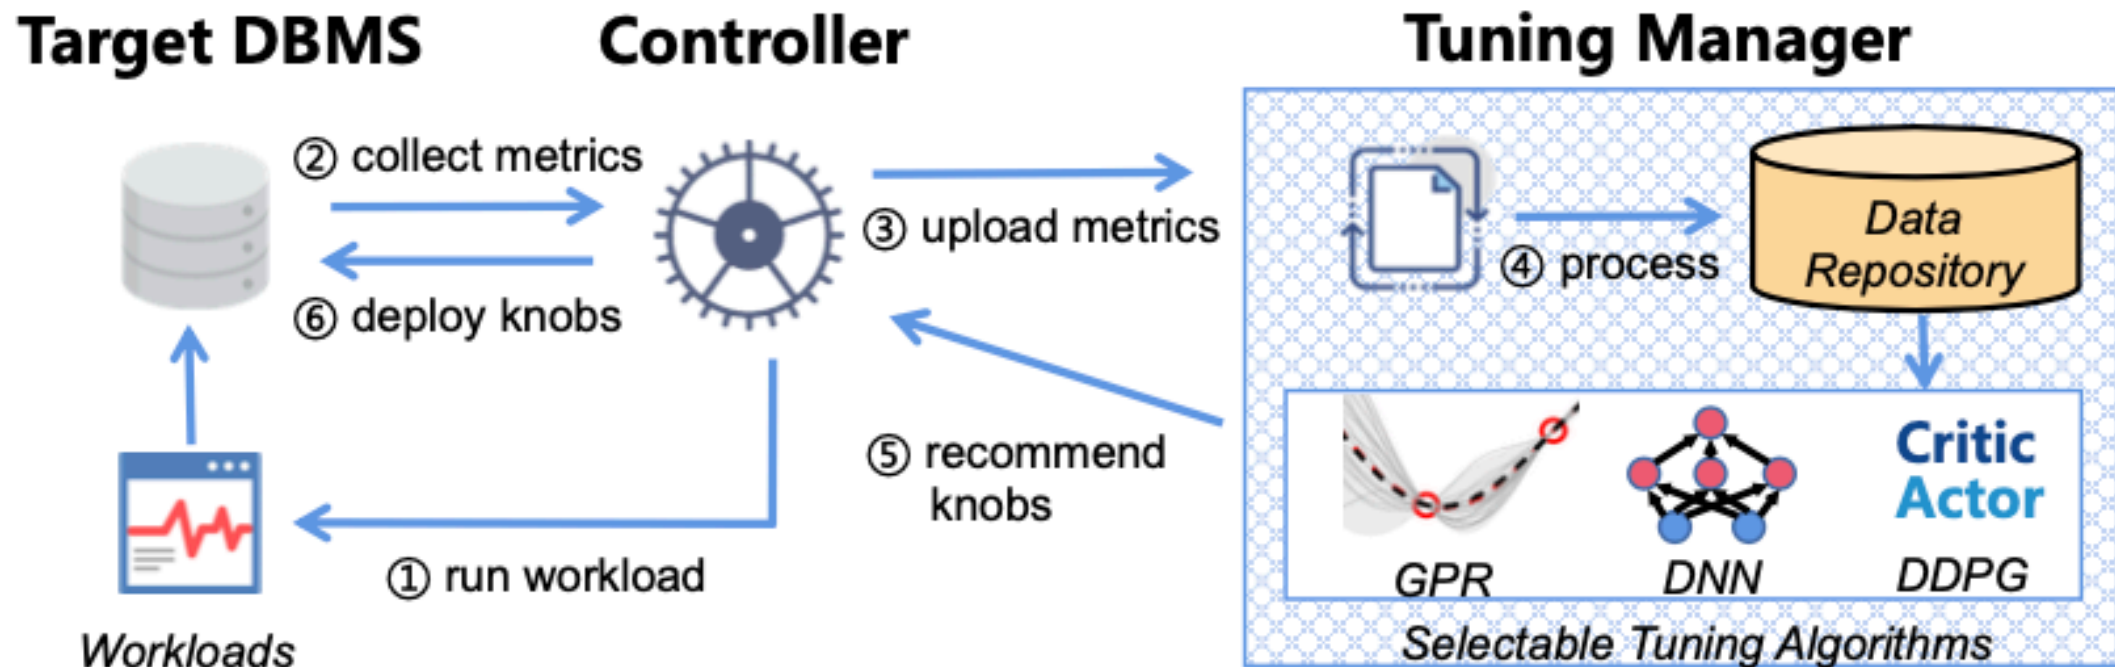 Target DBMS
Controller
Tuning Manager
② collect metrics
③ upload metrics
④ process
Data
Repository
⑥ deploy knobs
⑤ recommend
knobs
Critic
Actor
① run workload
GPR
DNN
DDPG
Workloads
Selectable Tuning Algorithms